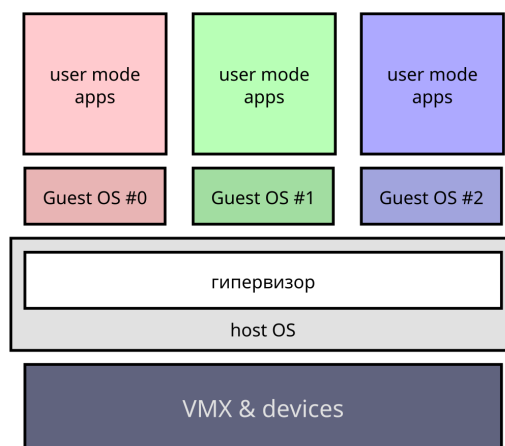 user mode
apps
user mode
apps
user mode
apps
Guest OS #0
Guest OS #1
Guest OS #2
гипервизор
host OS
VMX & devices